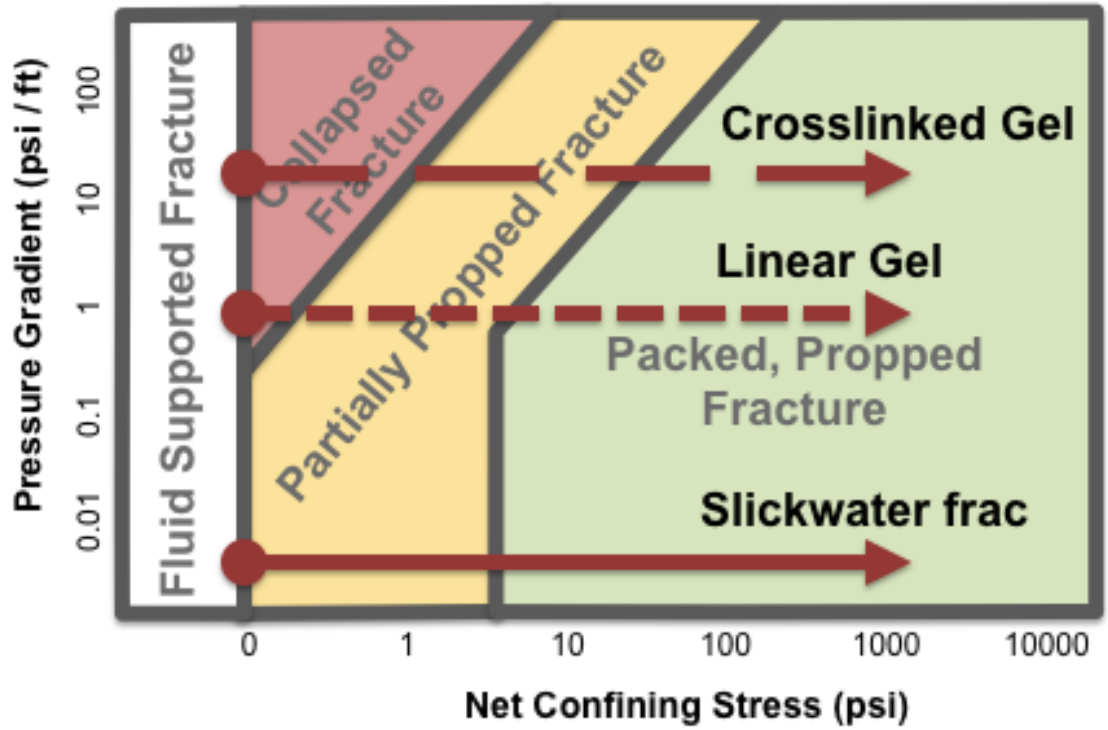 Pressure Gradient (psi / ft)
100
10
1
0.1
0.01
Fluid Supported Fracture
Collapsed
Fracture
Partially Propped Fracture
Crosslinked Gel
Linear Gel
Packed, Propped
Fracture
Slickwater frac
0 1 10 100 1000 10000
Net Confining Stress (psi)